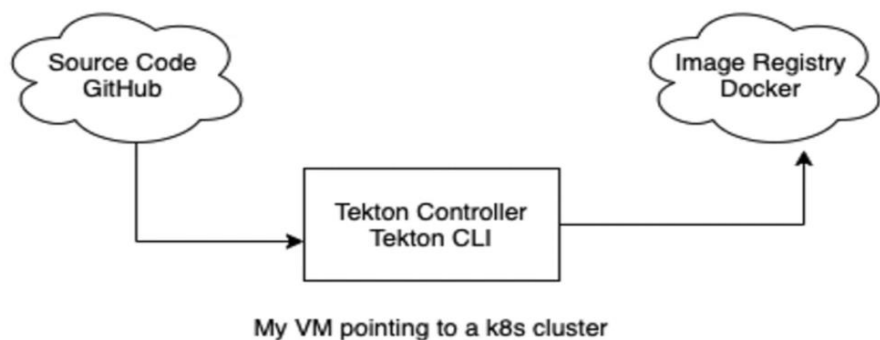 Source Code
GitHub
Image Registry
Docker
Tekton Controller
Tekton CLI
My VM pointing to a k8s cluster